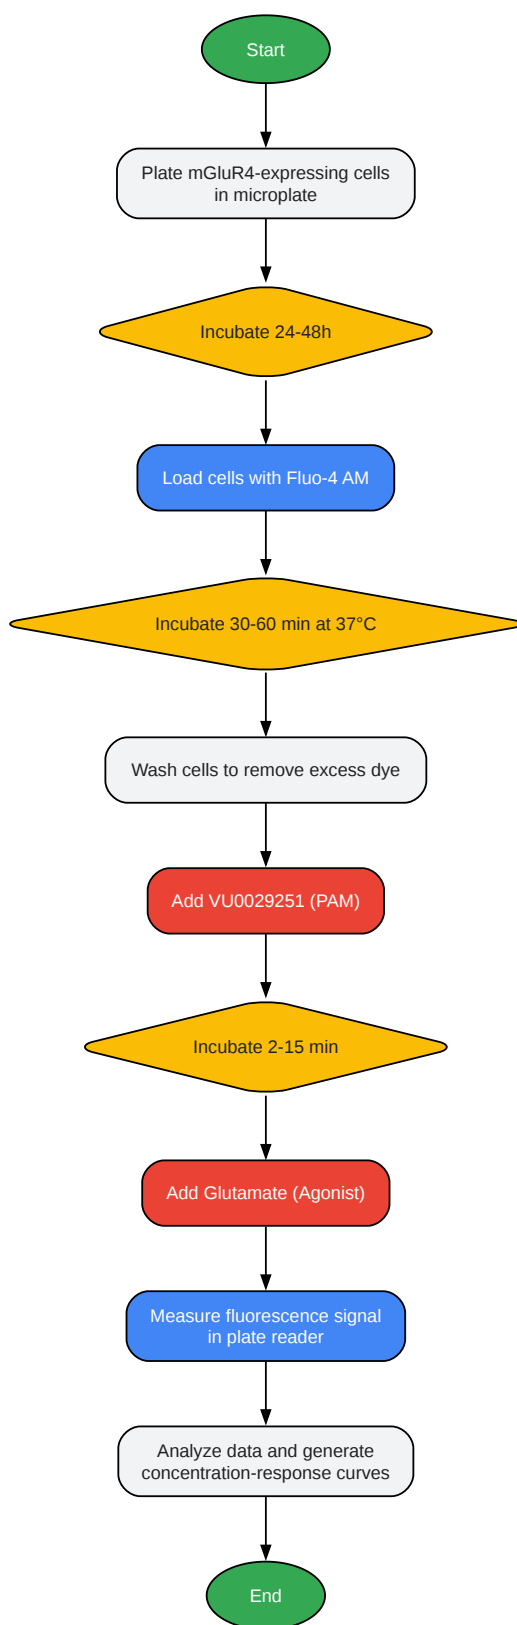 Start
Plate mGluR4-expressing cells
in microplate
Incubate 24-48h
Load cells with Fluo-4 AM
Incubate 30-60 min at 37°C
Wash cells to remove excess dye
Add VU0029251 (PAM)
Incubate 2-15 min
Add Glutamate (Agonist)
Measure fluorescence signal
in plate reader
Analyze data and generate
concentration-response curves
End